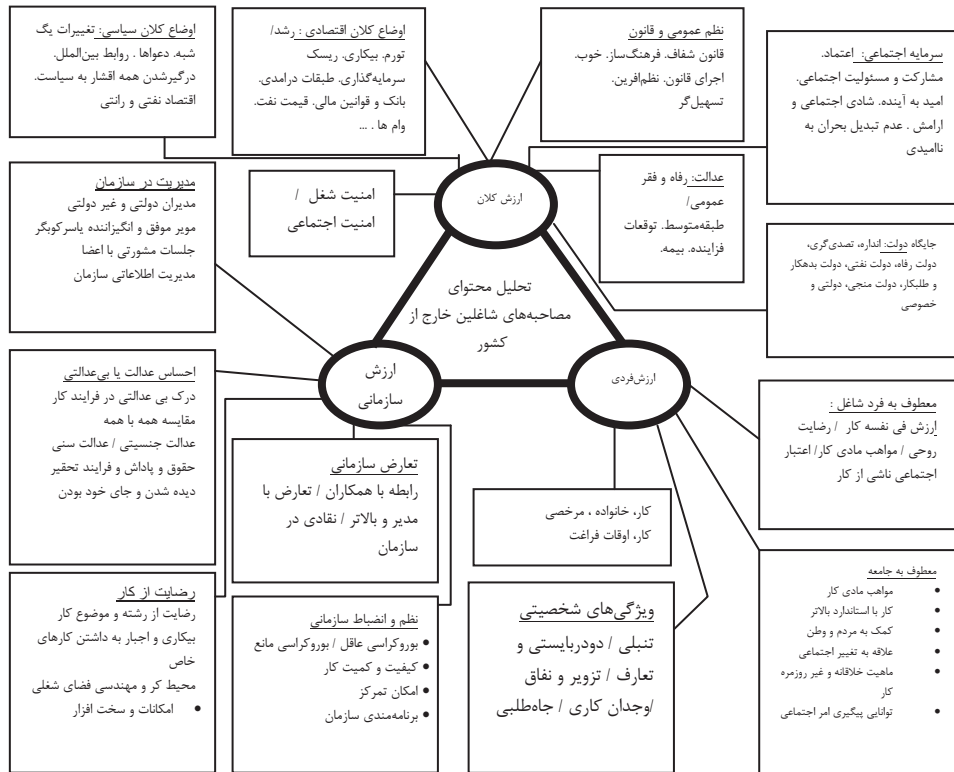 اوضاع کلان سیاسی: تغییرات یک
شبه. دعواها . روابط بین‌الملل.
درگیرشدن همه اقشار به سیاست.
اقتصاد نفتی و رانتی
اوضاع کلان اقتصادی : رشد/
تورم. بیکاری. ریسک
سرمایه‌گذاری. طبقات درامدی.
بانک و قوانین مالی. قیمت نفت.
وام ها . ...
نظم عمومی و قانون
قانون شفاف. فرهنگ‌ساز. خوب.
اجرای قانون. نظم‌افرین.
تسهیل‌گر
سرمایه اجتماعی: اعتماد.
مشارکت و مسئولیت اجتماعی.
امید به آینده. شادی اجتماعی و
ارامش . عدم تبدیل بحران به
ناامیدی
مدیریت در سازمان
مدیران دولتی و غیر دولتی
مویر موفق و انگیزاننده یاسرکوبگر
جلسات مشورتی با اعضا
مدیریت اطلاعاتی سازمان
امنیت شغل /
امنیت اجتماعی
ارزش کلان
عدالت: رفاه و فقر
عمومی/
طبقه‌متوسط. توقعات
فزاینده. بیمه.
جایگاه دولت: اندازه، تصدی‌گری،
دولت رفاه، دولت نفتی، دولت بدهکار
و طلبکار، دولت منجی، دولتی و
خصوصی
تحلیل محتوای
مصاحبه‌های شاغلین خارج از
کشور
ارزش
سازمانی
ارزش‌فردی
احساس عدالت یا بی‌عدالتی
درک بی عدالتی در فرایند کار
مقایسه همه با همه
عدالت جنسیتی / عدالت سنی
حقوق و پاداش و فرایند تحقیر
دیده شدن و جای خود بودن
تعارض سازمانی
رابطه با همکاران / تعارض با
مدیر و بالاتر / نقادی در
سازمان
کار، خانواده ، مرخصی
کار، اوقات فراغت
معطوف به فرد شاغل :
ارزش فی نفسه کار / رضایت
روحی / مواهب مادی کار/ اعتبار
اجتماعی ناشی از کار
رضایت از کار
رضایت از رشته و موضوع کار
بیکاری و اجبار به داشتن کارهای
خاص
محیط کر و مهندسی فضای شغلی
• امکانات و سخت افزار
نظم و انضباط سازمانی
• بوروکراسی عاقل / بوروکراسی مانع
• کیفیت و کمیت کار
• امکان تمرکز
• برنامه‌مندی سازمان
ویژگی‌های شخصیتی
تنبلی / دودربایستی و
تعارف / تزویر و نفاق
/وجدان کاری / جاه‌طلبی
معطوف به جامعه
• مواهب مادی کار
• کار با استاندارد بالاتر
• کمک به مردم و وطن
• علاقه به تغییر اجتماعی
• ماهیت خلاقانه و غیر روزمره
کار
• توانایی پیگیری امر اجتماعی